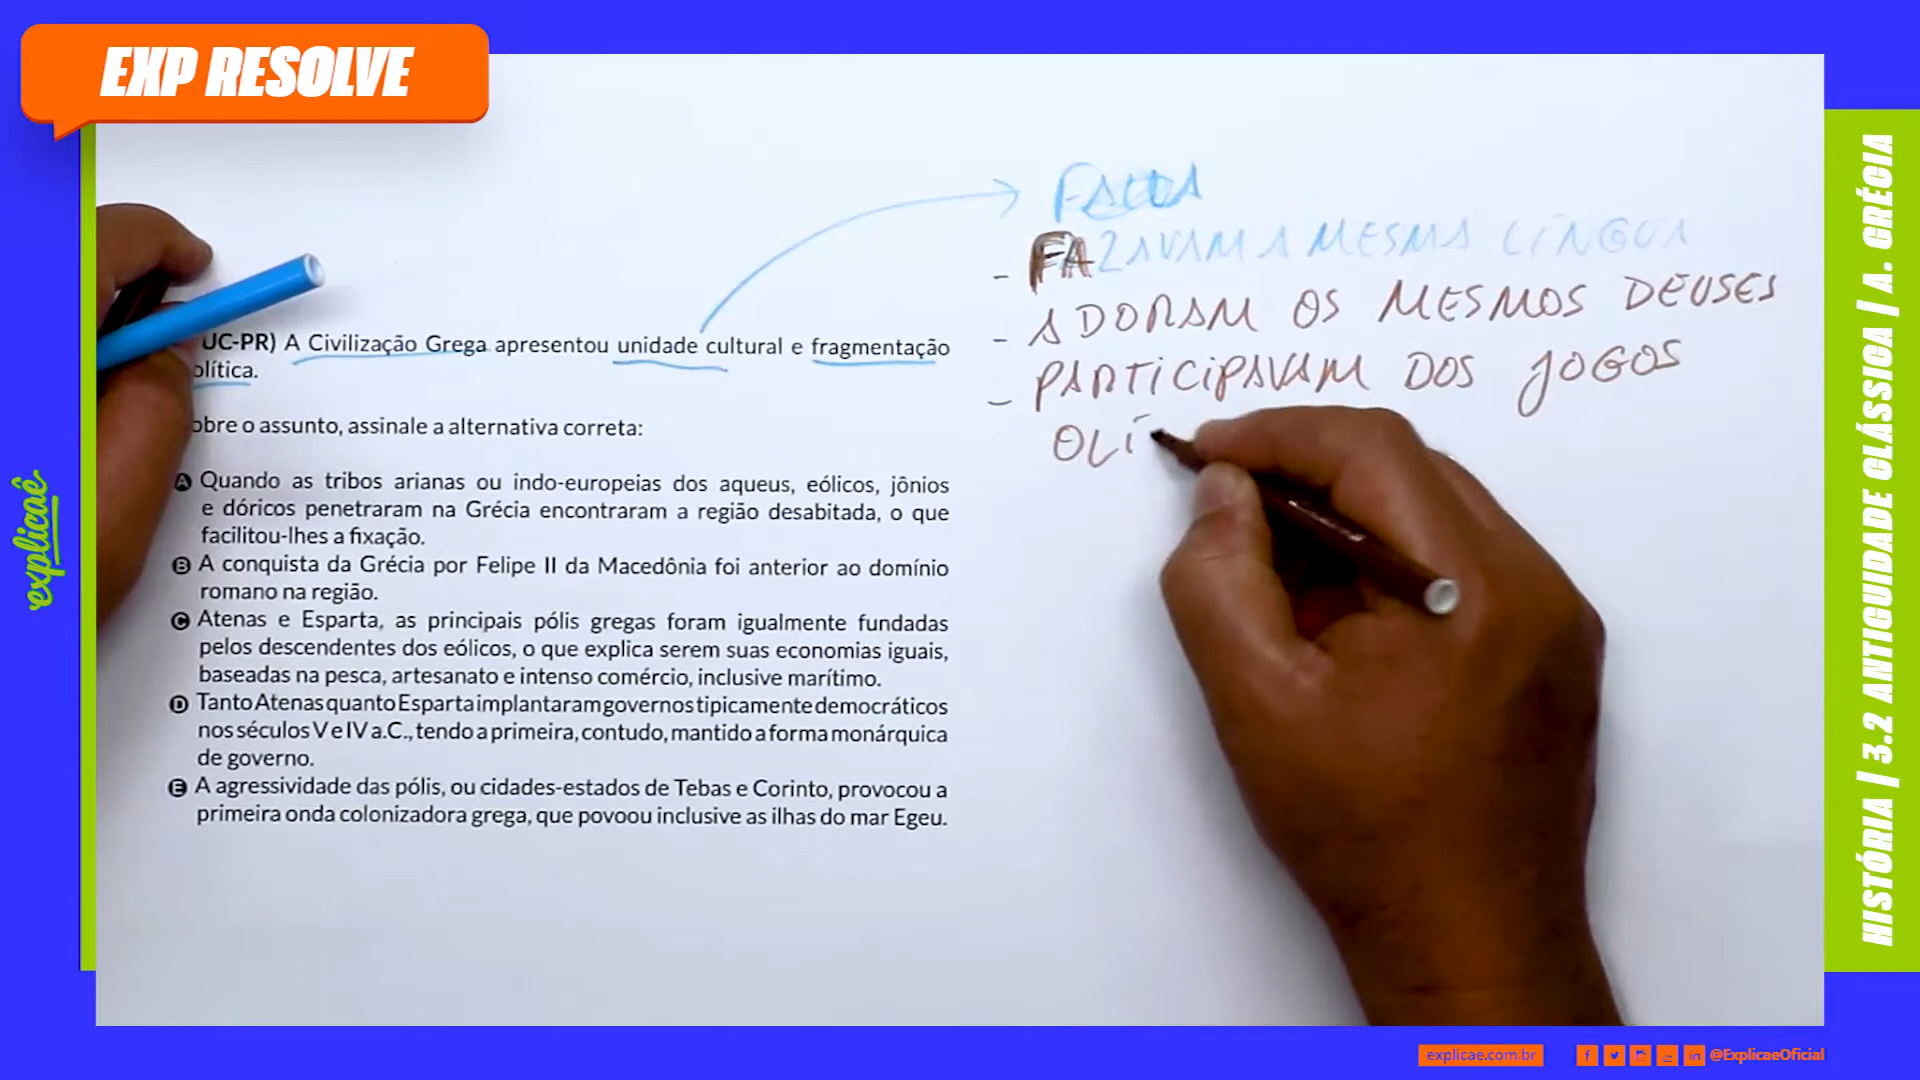 EXP RESOLVE
UC-PR) A Civilização Grega apresentou unidade cultural e fragmentação
olítica.
obre o assunto, assinale a alternativa correta:
A Quando as tribos arianas ou indo-europeias dos aqueus, eólicos, jônios
e dóricos penetraram na Grécia encontraram a região desabitada, o que
facilitou-lhes a fixação.
B A conquista da Grécia por Felipe II da Macedônia foi anterior ao domínio
romano na região.
C Atenas e Esparta, as principais pólis gregas foram igualmente fundadas
pelos descendentes dos eólicos, o que explica serem suas economias iguais,
baseadas na pesca, artesanato e intenso comércio, inclusive marítimo.
D Tanto Atenas quanto Esparta implantaram governos tipicamente democráticos
nos séculos V e IV a.C., tendo a primeira, contudo, mantido a forma monárquica
de governo.
E A agressividade das pólis, ou cidades-estados de Tebas e Corinto, provocou a
primeira onda colonizadora grega, que povoou inclusive as ilhas do mar Egeu.
A MESMA LÍNGUA
- ADORAM OS MESMOS DEUSES
- PARTICIPAVAM DOS JOGOS
OLÍ
explicaê
HISTÓRIA | 3.2 ANTIGUIDADE CLÁSSICA | A. GRÉCIA
explicae.com.br
@ExplicaeOficial